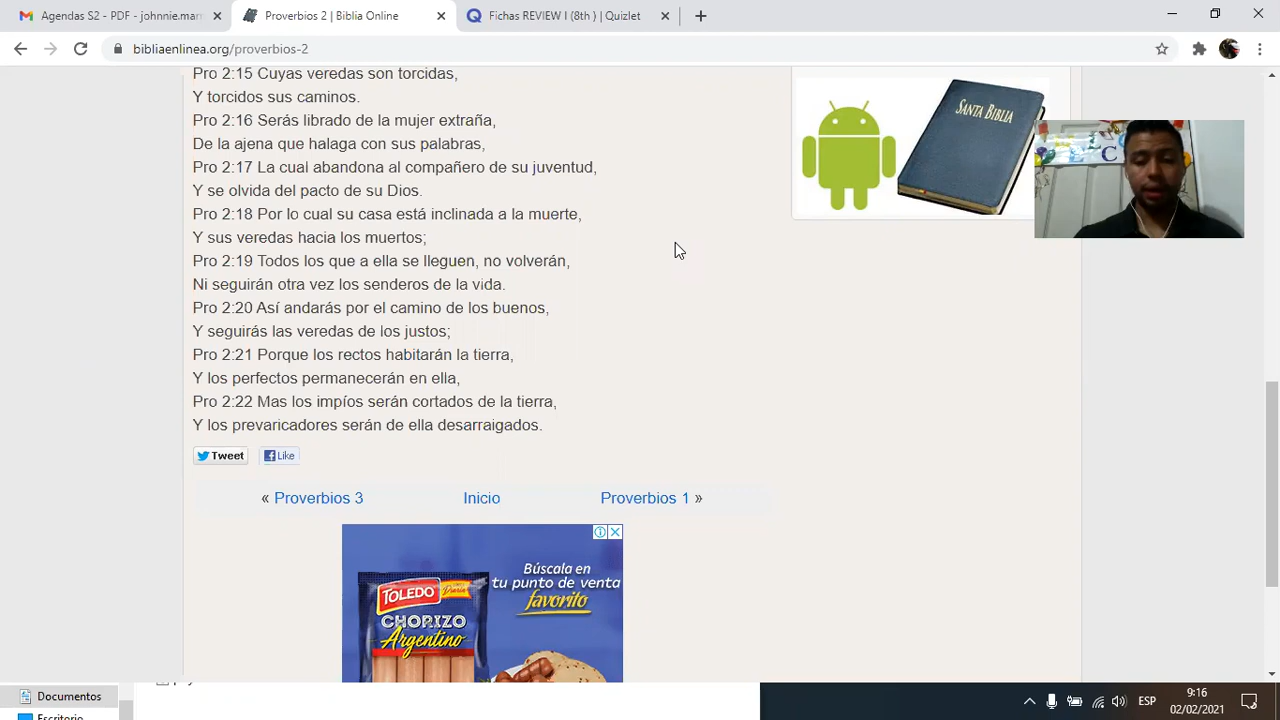 Agendas S2 - PDF - johnnie.mar
Proverbios 2 | Biblia Online
Fichas REVIEW I (8th ) | Quizlet
bibliaenlinea.org/proverbios-2
Pro 2:15 Cuyas veredas son torcidas,
Y torcidos sus caminos.
Pro 2:16 Serás librado de la mujer extraña,
De la ajena que halaga con sus palabras,
Pro 2:17 La cual abandona al compañero de su juventud,
Y se olvida del pacto de su Dios.
Pro 2:18 Por lo cual su casa está inclinada a la muerte,
Y sus veredas hacia los muertos;
Pro 2:19 Todos los que a ella se lleguen, no volverán,
Ni seguirán otra vez los senderos de la vida.
Pro 2:20 Así andarás por el camino de los buenos,
Y seguirás las veredas de los justos;
Pro 2:21 Porque los rectos habitarán la tierra,
Y los perfectos permanecerán en ella,
Pro 2:22 Mas los impíos serán cortados de la tierra,
Y los prevaricadores serán de ella desarraigados.
SANTA BIBLIA
C
Tweet
Like
« Proverbios 3
Inicio
Proverbios 1 »
Búscala en
tu punto de venta
favorito
TOLEDO
CHORIZO
Argentino
Documentos
Escritorio
ESP
9:16
02/02/2021